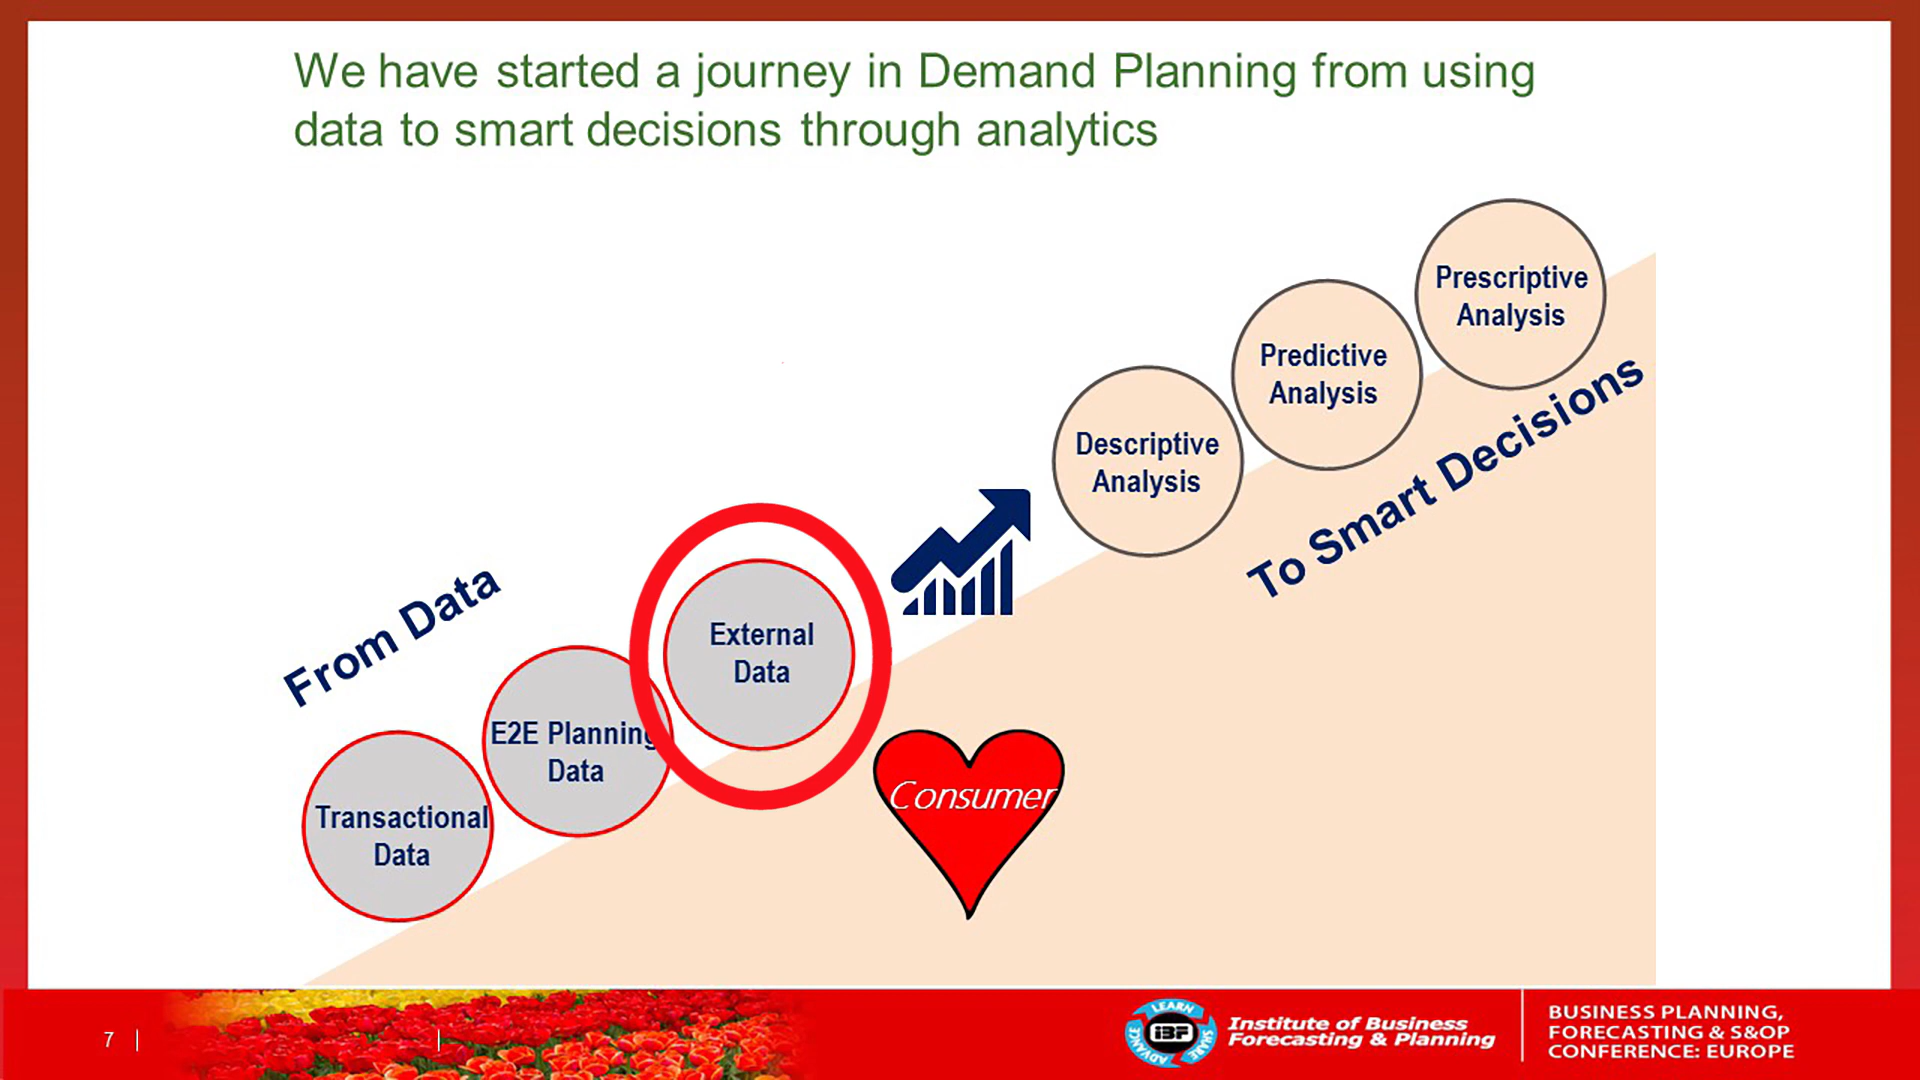 We have started a journey in Demand Planning from using
data to smart decisions through analytics
Prescriptive
Analysis
Predictive
Analysis
Descriptive
Analysis
To Smart Decisions
From Data
External
Data
E2E Planning
Data
Transactional
Data
Consumer
7
LEARN
SHARE
ADVANCE
IBF
Institute of Business
Forecasting & Planning
BUSINESS PLANNING,
FORECASTING & S&OP
CONFERENCE: EUROPE